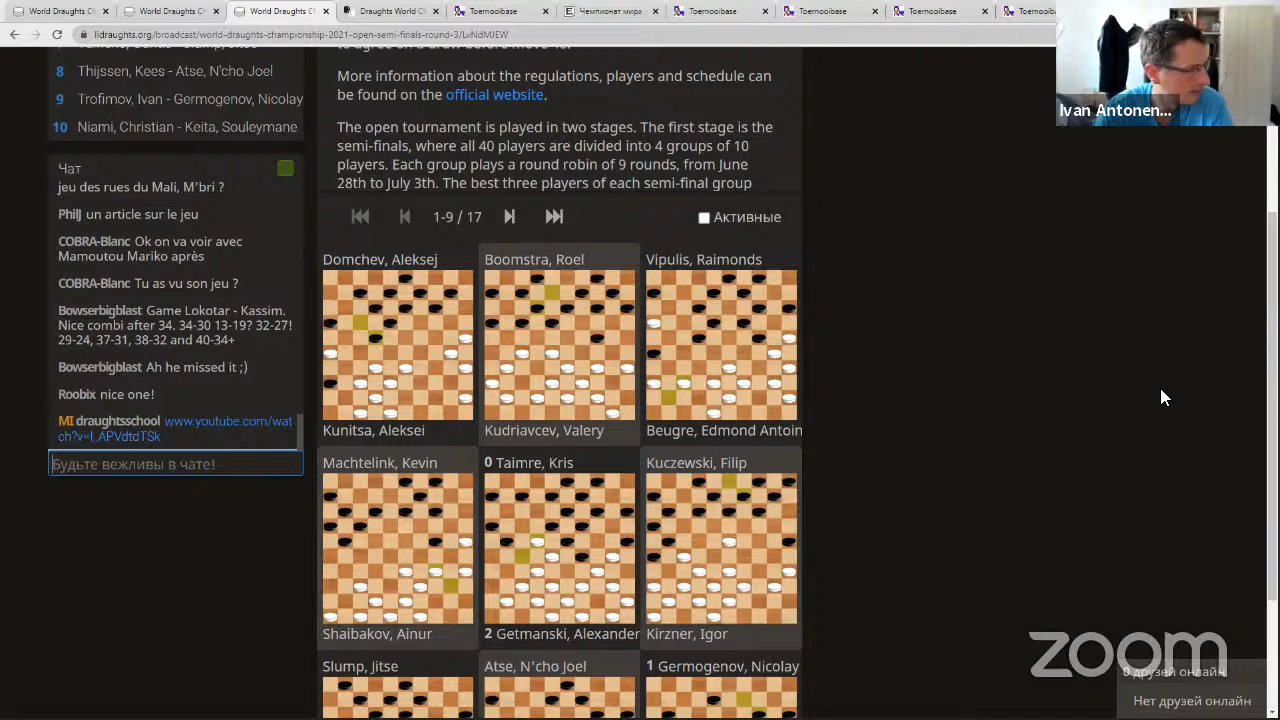 World Draughts Ch
World Draughts Ch
World Draughts Ch
Draughts World Ch
Toernooibase
Чемпионат мира
Toernooibase
Toernooibase
Toernooibase
lidraughts.org/broadcast/world-draughts-championship-2021-open-semi-finals-round-3/LvNdMJEW
Ivan Antonen...
8 Thijssen, Kees - Atse, N'cho Joel
9 Trofimov, Ivan - Germogenov, Nicolay
10 Niami, Christian - Keita, Souleymane
Чат
jeu des rues du Mali, M'bri ?
PhilJ un article sur le jeu
COBRA-Blanc Ok on va voir avec
Mamoutou Mariko après
COBRA-Blanc Tu as vu son jeu ?
Bowserbigblast Game Lokotar - Kassim.
Nice combi after 34. 34-30 13-19? 32-27!
29-24, 37-31, 38-32 and 40-34+
Bowserbigblast Ah he missed it ;)
Roobix nice one!
MI draughtsschool www.youtube.com/wat
ch?v=I_APVdtdTSk
Будьте вежливы в чате!
to agree on a draw before move 40.
More information about the regulations, players and schedule can
be found on the official website.
The open tournament is played in two stages. The first stage is the
semi-finals, where all 40 players are divided into 4 groups of 10
players. Each group plays a round robin of 9 rounds, from June
28th to July 3th. The best three players of each semi-final group
1-9 / 17
Активные
Domchev, Aleksej
Boomstra, Roel
Vipulis, Raimonds
Kunitsa, Aleksei
Kudriavcev, Valery
Beugre, Edmond Antoin
Machtelink, Kevin
0 Taimre, Kris
Kuczewski, Filip
Shaibakov, Ainur
2 Getmanski, Alexander
Kirzner, Igor
Slump, Jitse
Atse, N'cho Joel
1 Germogenov, Nicolay
zoom
0 друзей онлайн
Нет друзей онлайн